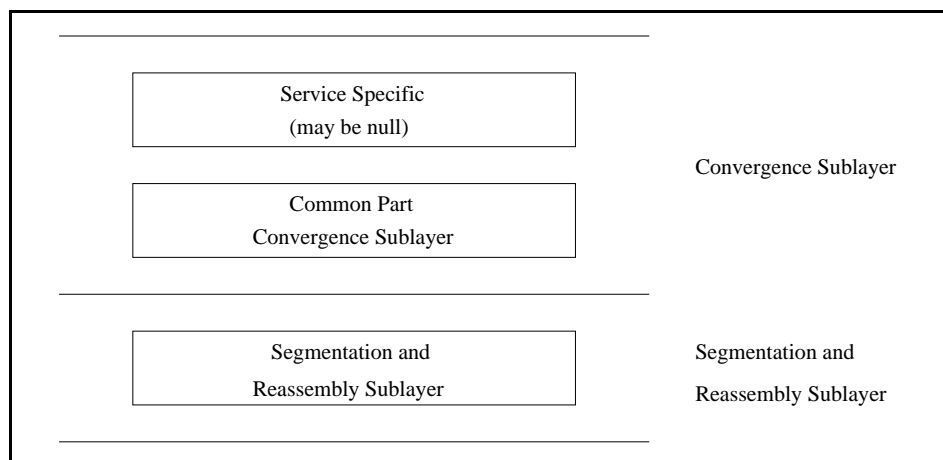 Service Specific
(may be null)
Convergence Sublayer
Common Part
Convergence Sublayer
Segmentation and
Reassembly Sublayer
Segmentation and
Reassembly Sublayer